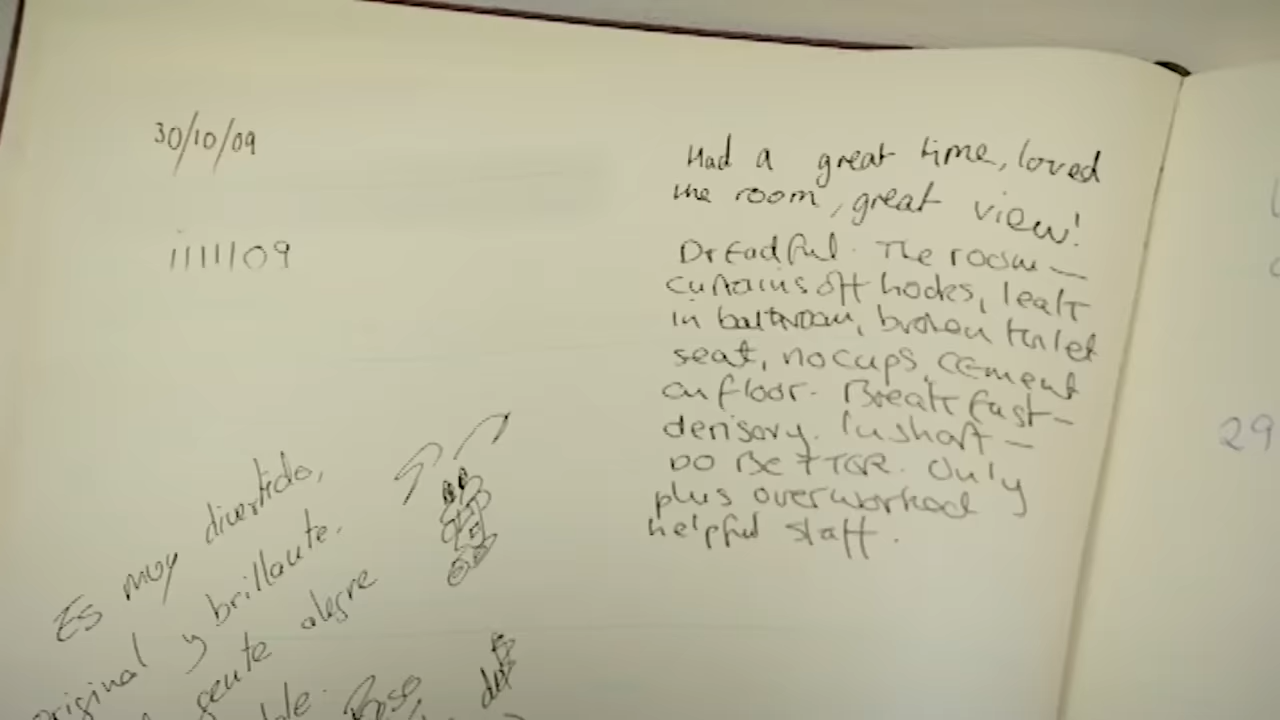 30/10/09
Had a great time, loved
the room, great view!
1/11/09
Dreadful. The room —
curtains off hooks, leak
in bathroom, broken toilet
seat, no cups, cement
on floor. Breakfast —
derisory. In short —
DO BETTER. Only
plus overworked
helpful staff.
Es muy divertido,
original y brillante.
gente alegre
29